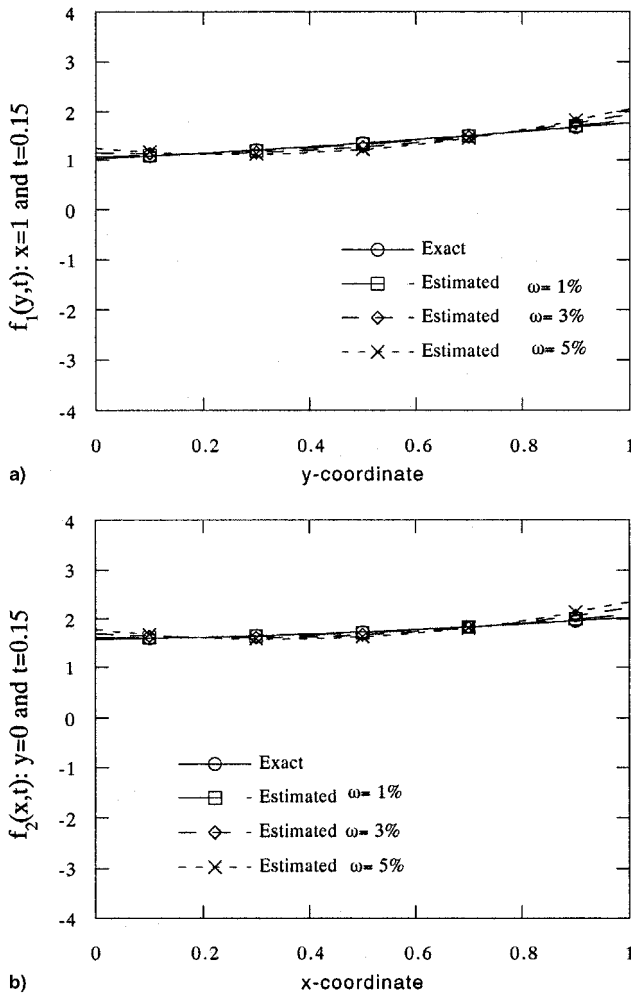 4
3
2
1
0
-1
-2
-3
-4
f₁(y,t): x=1 and t=0.15
Exact
Estimated ω= 1%
Estimated ω= 3%
Estimated ω= 5%
0 0.2 0.4 0.6 0.8 1
y-coordinate
a)
4
3
2
1
0
-1
-2
-3
-4
f₂(x,t): y=0 and t=0.15
Exact
Estimated ω= 1%
Estimated ω= 3%
Estimated ω= 5%
0 0.2 0.4 0.6 0.8 1
x-coordinate
b)